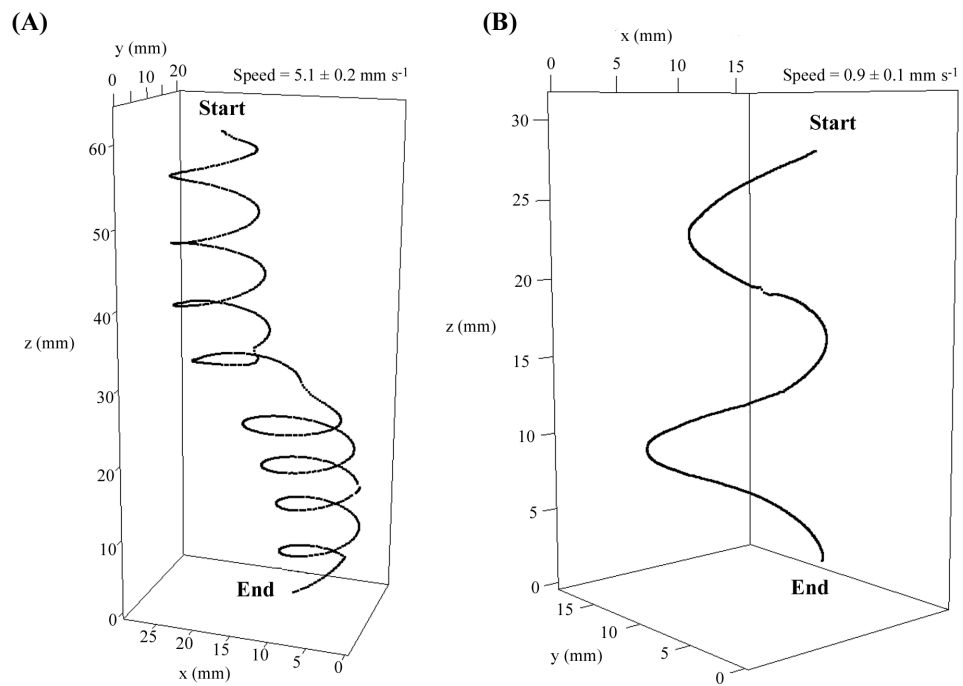 (A)
y (mm)
0 10 20
Speed = 5.1 ± 0.2 mm s-1
Start
60
50
40
z (mm)
30
20
10
0
End
25 20 15 10 5 0
x (mm)
(B)
x (mm)
0 5 10 15
Speed = 0.9 ± 0.1 mm s-1
30
Start
25
20
z (mm)
15
10
5
0
End
15
10
5
0
y (mm)